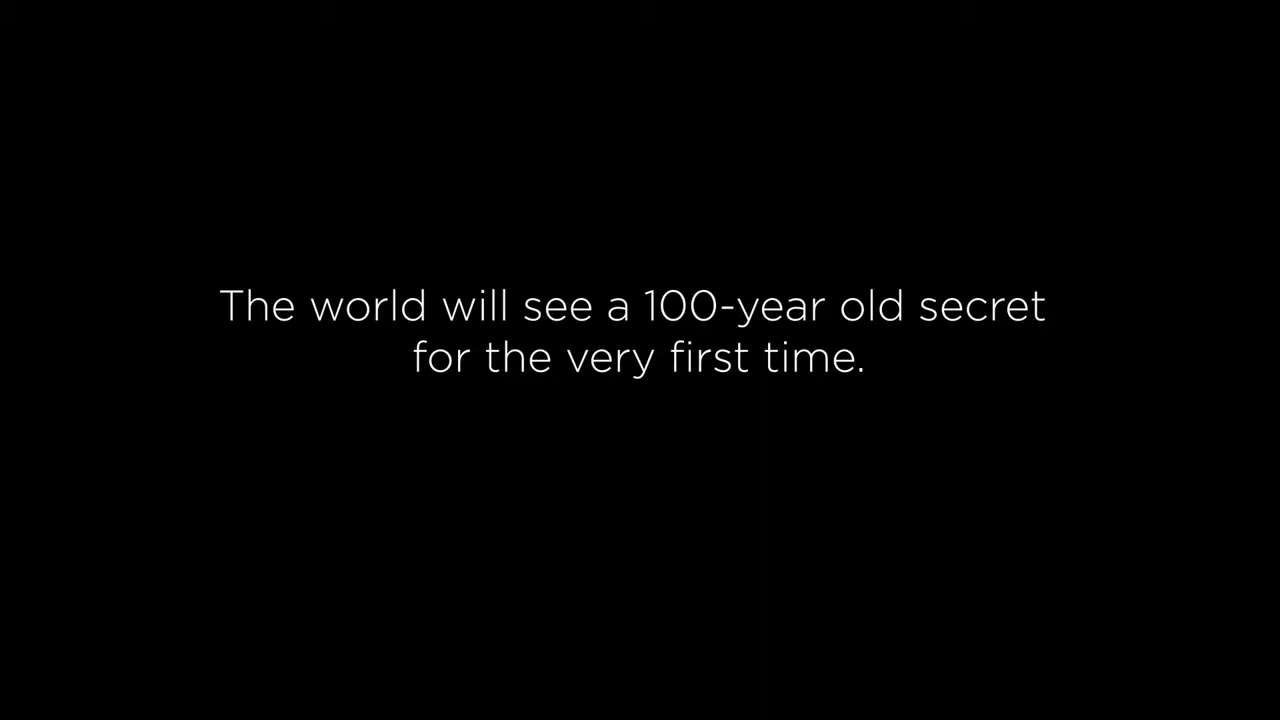 The world will see a 100-year old secret
for the very first time.